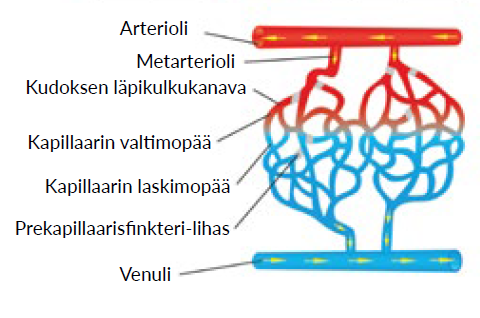 Arterioli
Metarterioli
Kudoksen läpikulkukanava
Kapillaarin valtimopää
Kapillaarin laskimopää
Prekapillaarisfinkteri-lihas
Venuli